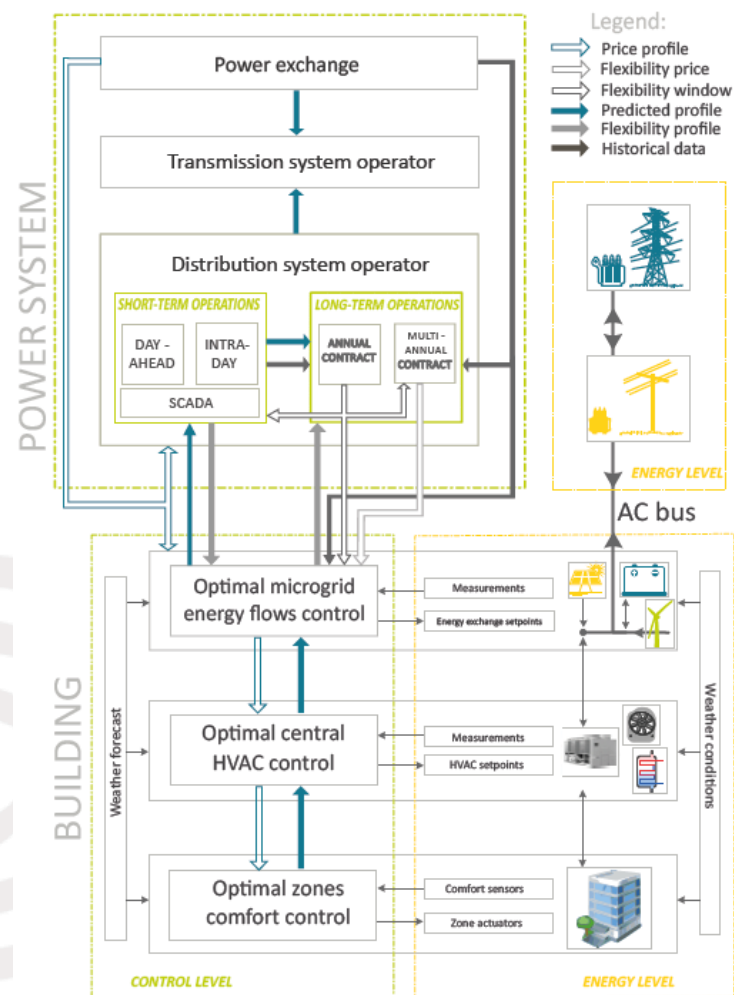 Legend:
Price profile
Flexibility price
Flexibility window
Predicted profile
Flexibility profile
Historical data
POWER SYSTEM
Power exchange
Transmission system operator
Distribution system operator
SHORT-TERM OPERATIONS
DAY -
AHEAD
INTRA-
DAY
SCADA
LONG-TERM OPERATIONS
ANNUAL
CONTRACT
MULTI -
ANNUAL
CONTRACT
ENERGY LEVEL
AC bus
BUILDING
Weather forecast
Optimal microgrid
energy flows control
Measurements
Energy exchange setpoints
Optimal central
HVAC control
Measurements
HVAC setpoints
Optimal zones
comfort control
Comfort sensors
Zone actuators
Weather conditions
CONTROL LEVEL
ENERGY LEVEL